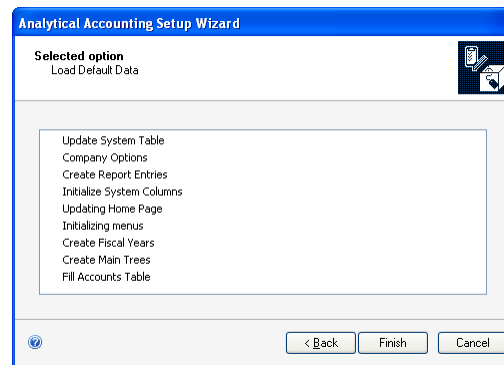 Analytical Accounting Setup Wizard
Selected option
Load Default Data
Update System Table
Company Options
Create Report Entries
Initialize System Columns
Updating Home Page
Initializing menus
Create Fiscal Years
Create Main Trees
Fill Accounts Table
?
< Back
Finish
Cancel